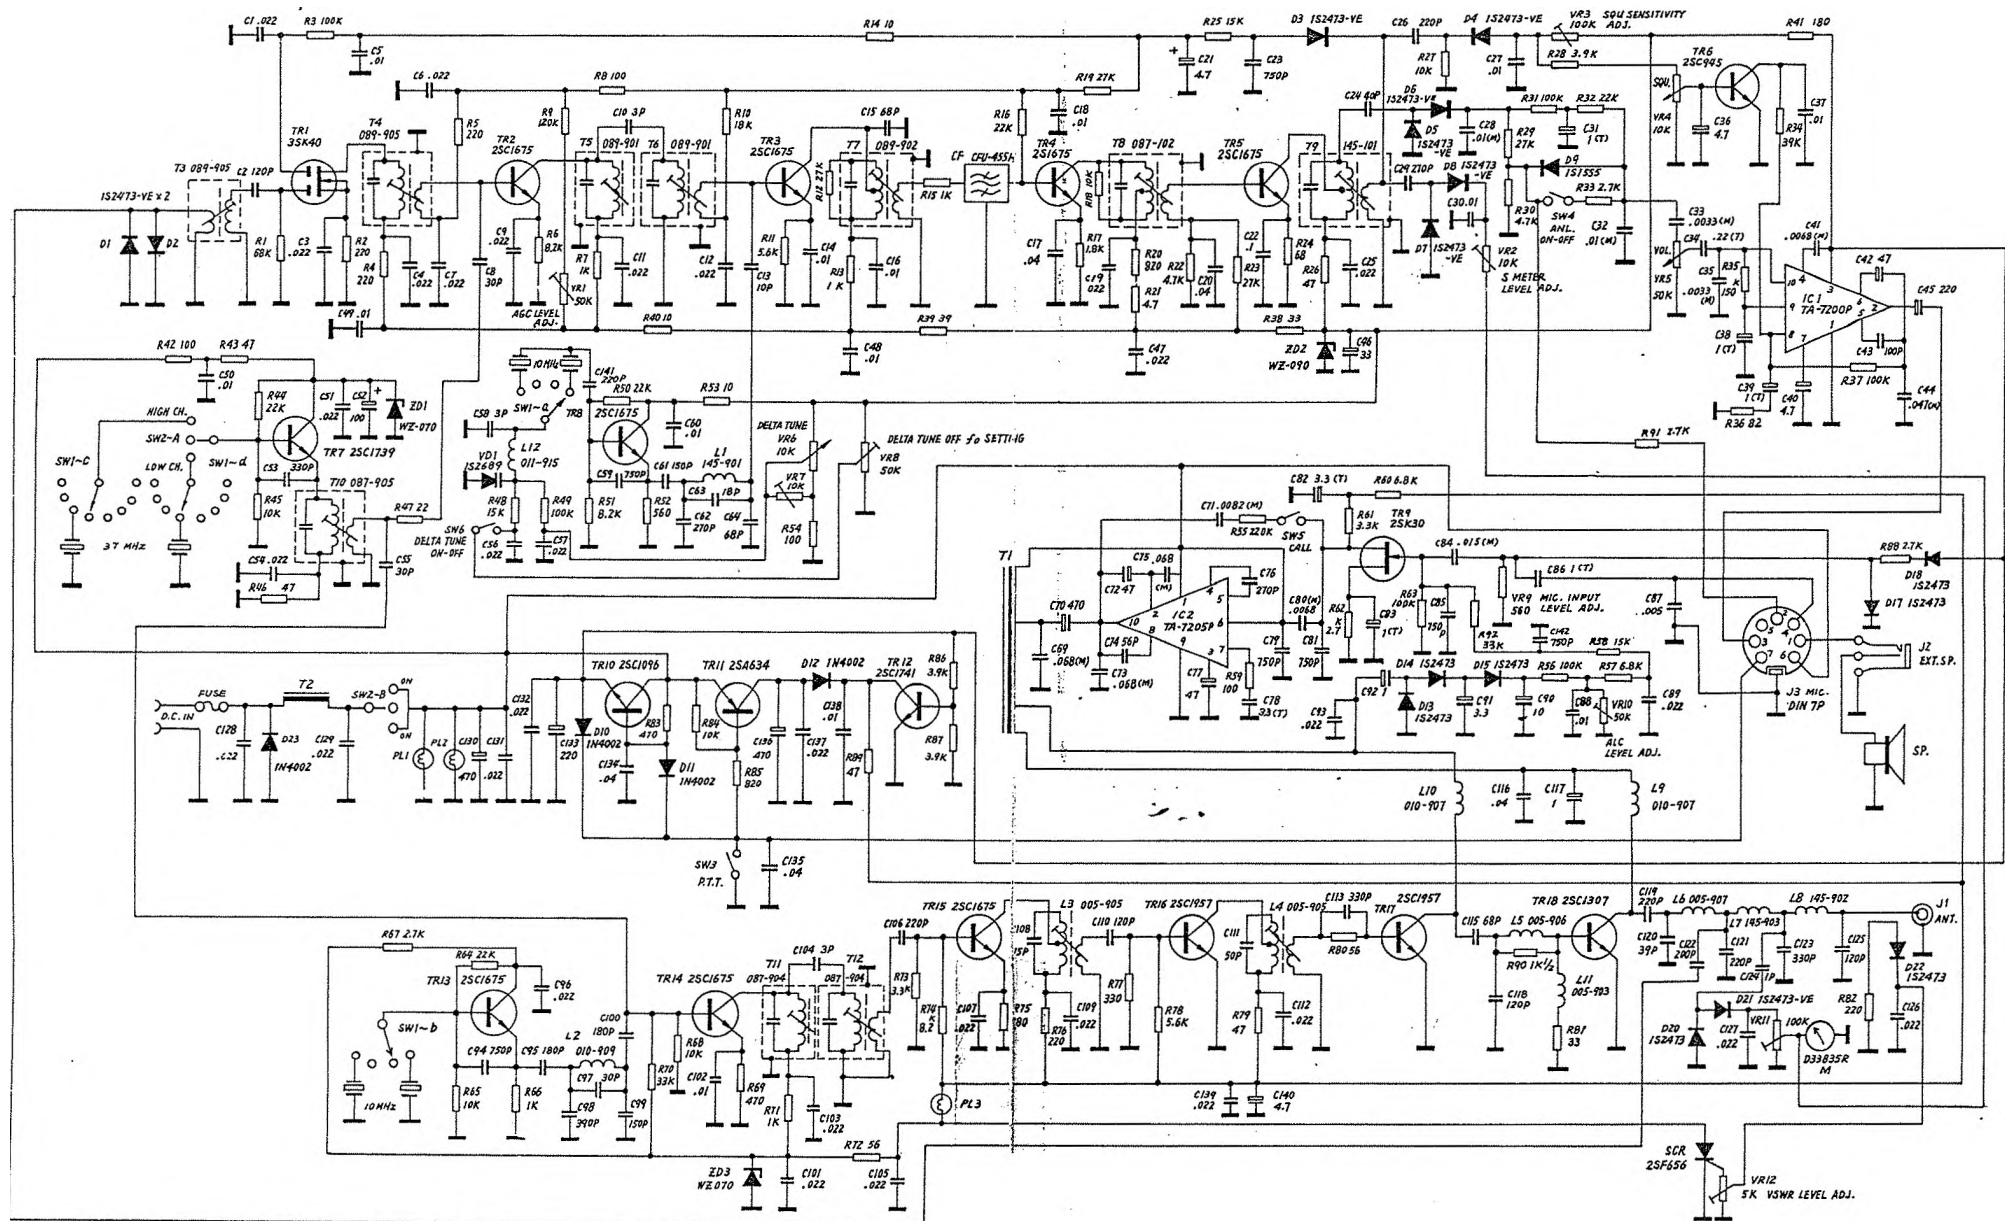 C1 .022
R3 100K
C5 .01
R14 10
R25 15K
D3 1S2473-VE
C26 220P
D4 1S2473-VE
VR3 SQU SENSITIVITY
100K ADJ.
R41 180
C6 .022
R8 100
C21 4.7
C23 750P
R19 27K
R27 10K
C27 .01
R28 3.9K
TR6
2SC945
R5 220
R9 120K
C10 3P
R10 18K
C15 68P
R16 22K
C18 .01
C24 40P
D6
1S2473-VE
R31 100K
R32 22K
SQU.
VR4 10K
C36 4.7
R34 39K
C37 .01
TR1
3SK40
T4
089-905
TR2
2SC1675
T5
089-901
T6 089-901
TR3
2SC1675
T7 089-902
CF
CFU-455H
TR4
2S1675
T8 087-102
TR5
2SC1675
T9
145-101
D5
1S2473
-VE
C28 .01(M)
R29 27K
C31 1(T)
D9
1S1555
T3 089-905
C2 120P
1S2473-VE x 2
D1
D2
R1 68K
C3 .022
R2 220
R4 220
C4 .022
C7 .022
C8 30P
C9 .022
R6 8.2K
R7 1K
VR1 50K
AGC LEVEL
ADJ.
C11 .022
C12 .022
C13 10P
R11 5.6K
R12 27K
C14 .01
R13 1K
C16 .01
R15 1K
C17 .04
R17 1.8K
R18 10K
C19 .022
R20 820
R21 4.7
R22 4.7K
C20 .04
R23 27K
C22 .1
R24 68
R26 47
C25 .022
C29 270P
D8 1S2473
-VE
C30 .01
D7 1S2473
-VE
VR2 10K
S METER
LEVEL ADJ.
R30 4.7K
SW4
ANL.
ON-OFF
R33 2.7K
C32 .01(M)
C33 .0033(M)
VOL.
VR5 50K
C34 .22(T)
C35 .0033(M)
R35 K 150
C41 .0068(M)
C42 47
IC1
TA-7200P
C45 220
C38 1(T)
C39 1(T)
C40 4.7
C43 100P
R37 100K
C44 .047(M)
R36 82
C49 .01
R40 10
R39 39
R38 33
C48 .01
C47 .022
ZD2
WZ-090
C46 33
R42 100
R43 47
C50 .01
R44 22K
C51 .022
C52 100
ZD1
WZ-070
HIGH CH.
SW2-A
LOW CH.
SW1~C
SW1~d
TR7 2SC1739
C53 330P
R45 10K
T10 087-905
R47 22
37 MHZ
C54 .022
R46 47
C55 30P
10MHz
C141 220P
SW1~a
TR8
2SC1675
R50 22K
R53 10
C58 3P
L12
011-915
VD1
1S2689
C60 .01
C59 750P
C61 150P
L1
145-901
C63 18P
R48 15K
R49 100K
R51 8.2K
R52 560
C62 270P
C64 68P
SW6
DELTA TUNE
ON-OFF
C56 .022
C57 .022
DELTA TUNE
VR6 10K
VR7 10K
R54 100
DELTA TUNE OFF fo SETTI-IG
VR8 50K
R91 2.7K
C82 3.3(T)
R60 6.8K
C71 .0082(M)
R55 220K
SW5
CALL
R61 3.3K
TR9
2SK30
C84 .015(M)
R88 2.7K
D18
1S2473
D17 1S2473
T1
C75 .068
(M)
C72 47
C76 270P
C70 470
IC2
TA-7205P
C80(M)
.0068
R62 K 2.7
C83 1(T)
R63 100K
C85 750P
VR9 560
MIC. INPUT
LEVEL ADJ.
C86 1(T)
C87 .005
C69 .068(M)
C74 56P
C73 .068(M)
C77 47
R59 100
C78 33(T)
C79 750P
C81 750P
R92 33K
C142 750P
R58 15K
D14 1S2473
D15 1S2473
R56 100K
R57 6.8K
C92 1
C93 .022
D13
1S2473
C91 3.3
C90 10
C88 .01
VR10 50K
ALC
LEVEL ADJ.
C89 .022
J3 MIC.
DIN 7P
J2
EXT.SP.
SP.
D.C. IN
FUSE
T2
SW2-B
ON
ON
C128
D23
1N4002
C129 .022
PL1
PL2
C130 470
C131 .022
C132 .022
C133 220
D10
1N4002
TR10 2SC1096
TR11 2SA634
D12 1N4002
TR12
2SC1741
R86 3.9K
R87 3.9K
R83 470
R84 10K
C134 .04
D11
1N4002
R85 820
C136 470
C137 .022
C138 .01
R89 47
SW3
P.T.T.
C135 .04
L10
010-907
C116 .04
C117 1
L9
010-907
R67 2.7K
R64 22K
TR13 2SC1675
C96 .022
SW1~b
C94 750P
C95 180P
L2
010-909
C97 30P
C100 180P
R65 10K
R66 1K
C98 390P
C99 150P
10MHz
TR14 2SC1675
R70 33K
R68 10K
C102 .01
R69 470
C104 3P
T11
087-904
T12
087-904
R71 1K
C103 .022
R72 56
ZD3
WZ070
C101 .022
C105 .022
C106 220P
TR15 2SC1675
R73 3.3K
R74 K 8.2
C107 .022
R75
L3 005-905
C108
C110 120P
R76 220
C109 .022
R77 330
TR16 2SC1957
R78 5.6K
C111 50P
L4 005-905
R79 47
C112 .022
C113 330P
R80 56
2SC1957
TR17
C139 .022
C140 4.7
PL3
C115 68P
L5 005-906
R90 1K½
C118 120P
L11
005-903
R81 33
TR18 2SC1307
C119 220P
L6 005-907
L7 145-903
L8 145-902
J1
ANT.
C120 39P
C122 200P
C121 220P
C124 1P
C123 330P
C125 120P
D22
1S2473
D21 1S2473-VE
D20
1S2473
C127 .022
VR11 100K
D33835R
M
R82 220
C126 .022
SCR
2SF656
VR12
5K VSWR LEVEL ADJ.